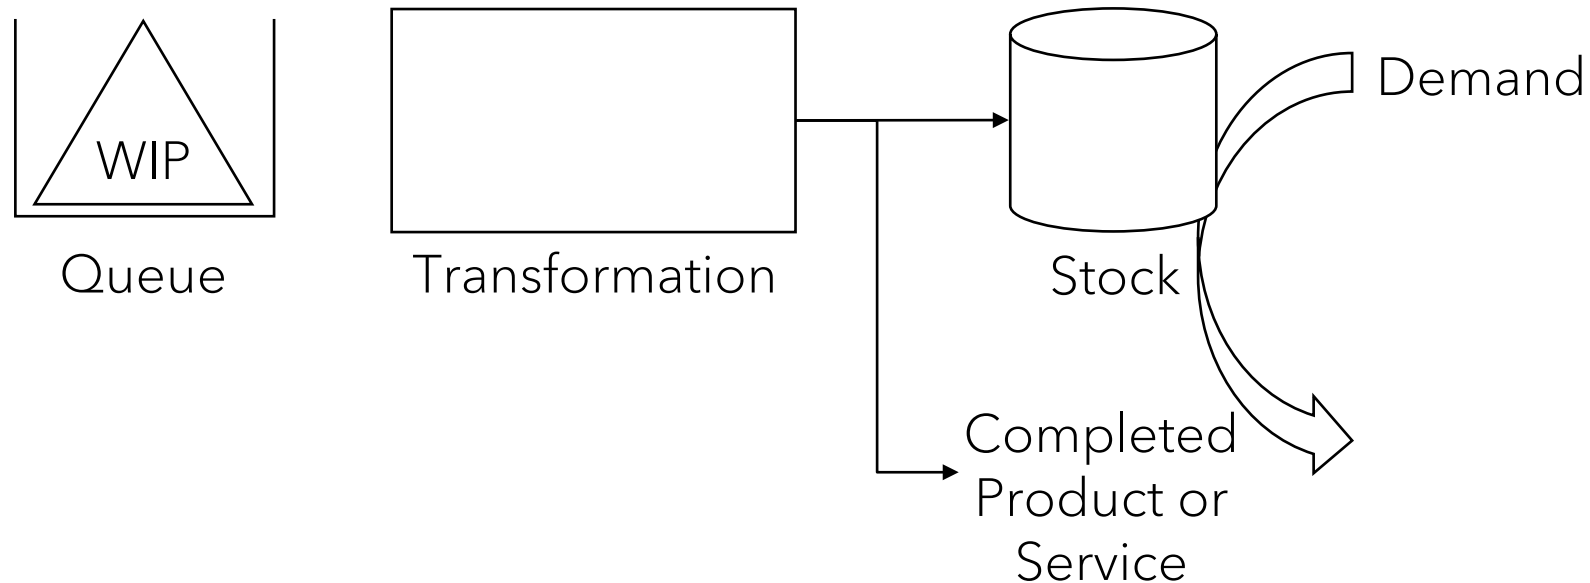 WIP
Queue
Transformation
Stock
Demand
Completed
Product or
Service